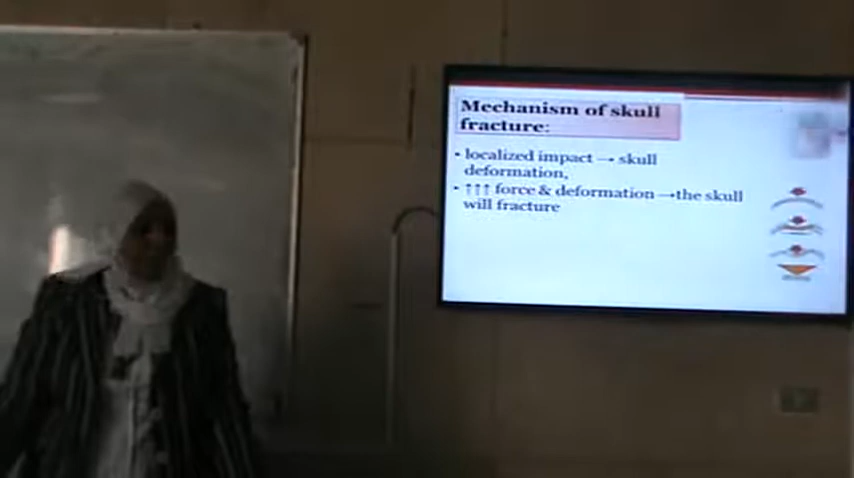 Mechanism of skull
fracture:
• localized impact → skull
deformation,
• ↑↑↑ force & deformation →the skull
will fracture